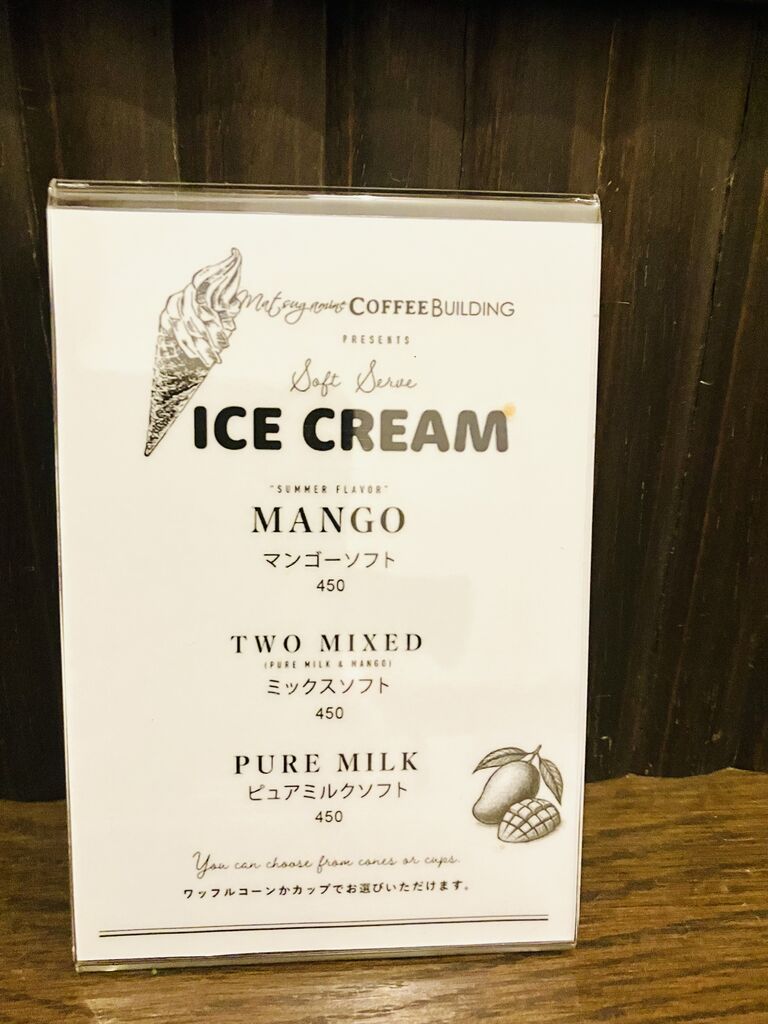 Matsugamine COFFEE BUILDING
PRESENTS
Soft Serve
ICE CREAM
"SUMMER FLAVOR"
MANGO
マンゴーソフト
450
TWO MIXED
(PURE MILK & MANGO)
ミックスソフト
450
PURE MILK
ピュアミルクソフト
450
You can choose from cones or cups.
ワッフルコーンかカップでお選びいただけます。